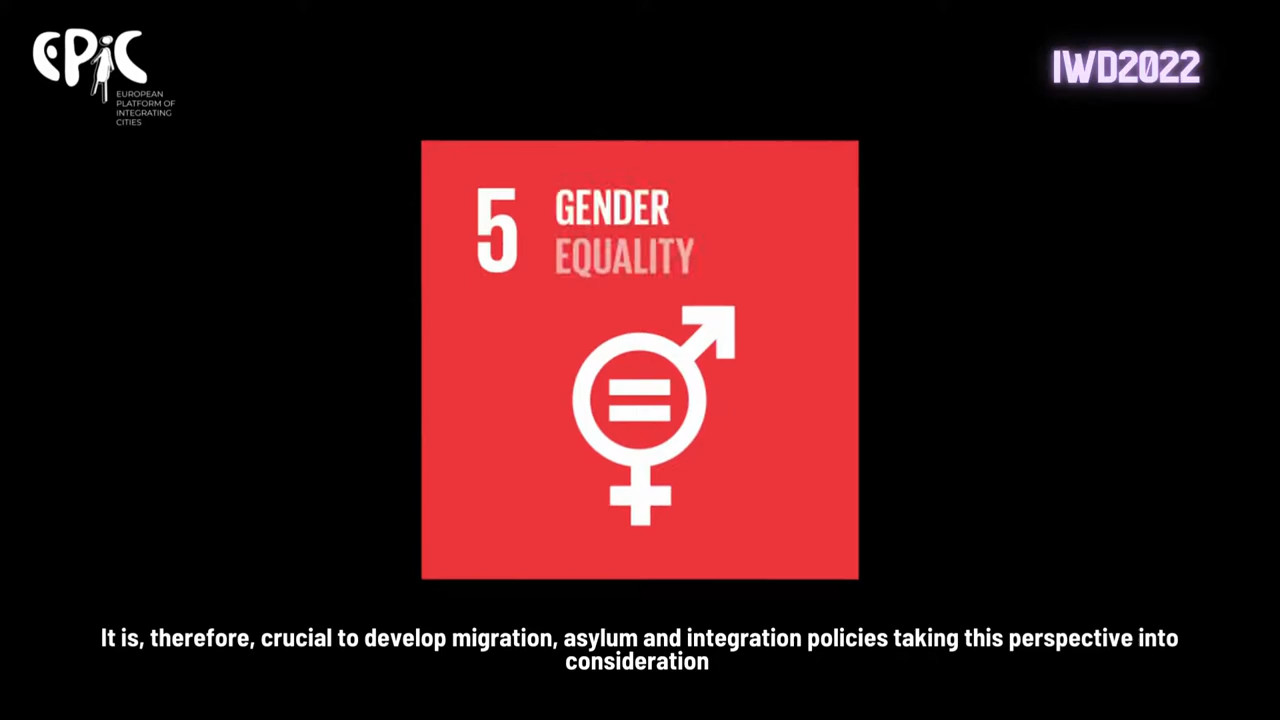 EPiC
EUROPEAN
PLATFORM OF
INTEGRATING
CITIES
IWD2022
5 GENDER
EQUALITY
It is, therefore, crucial to develop migration, asylum and integration policies taking this perspective into
consideration